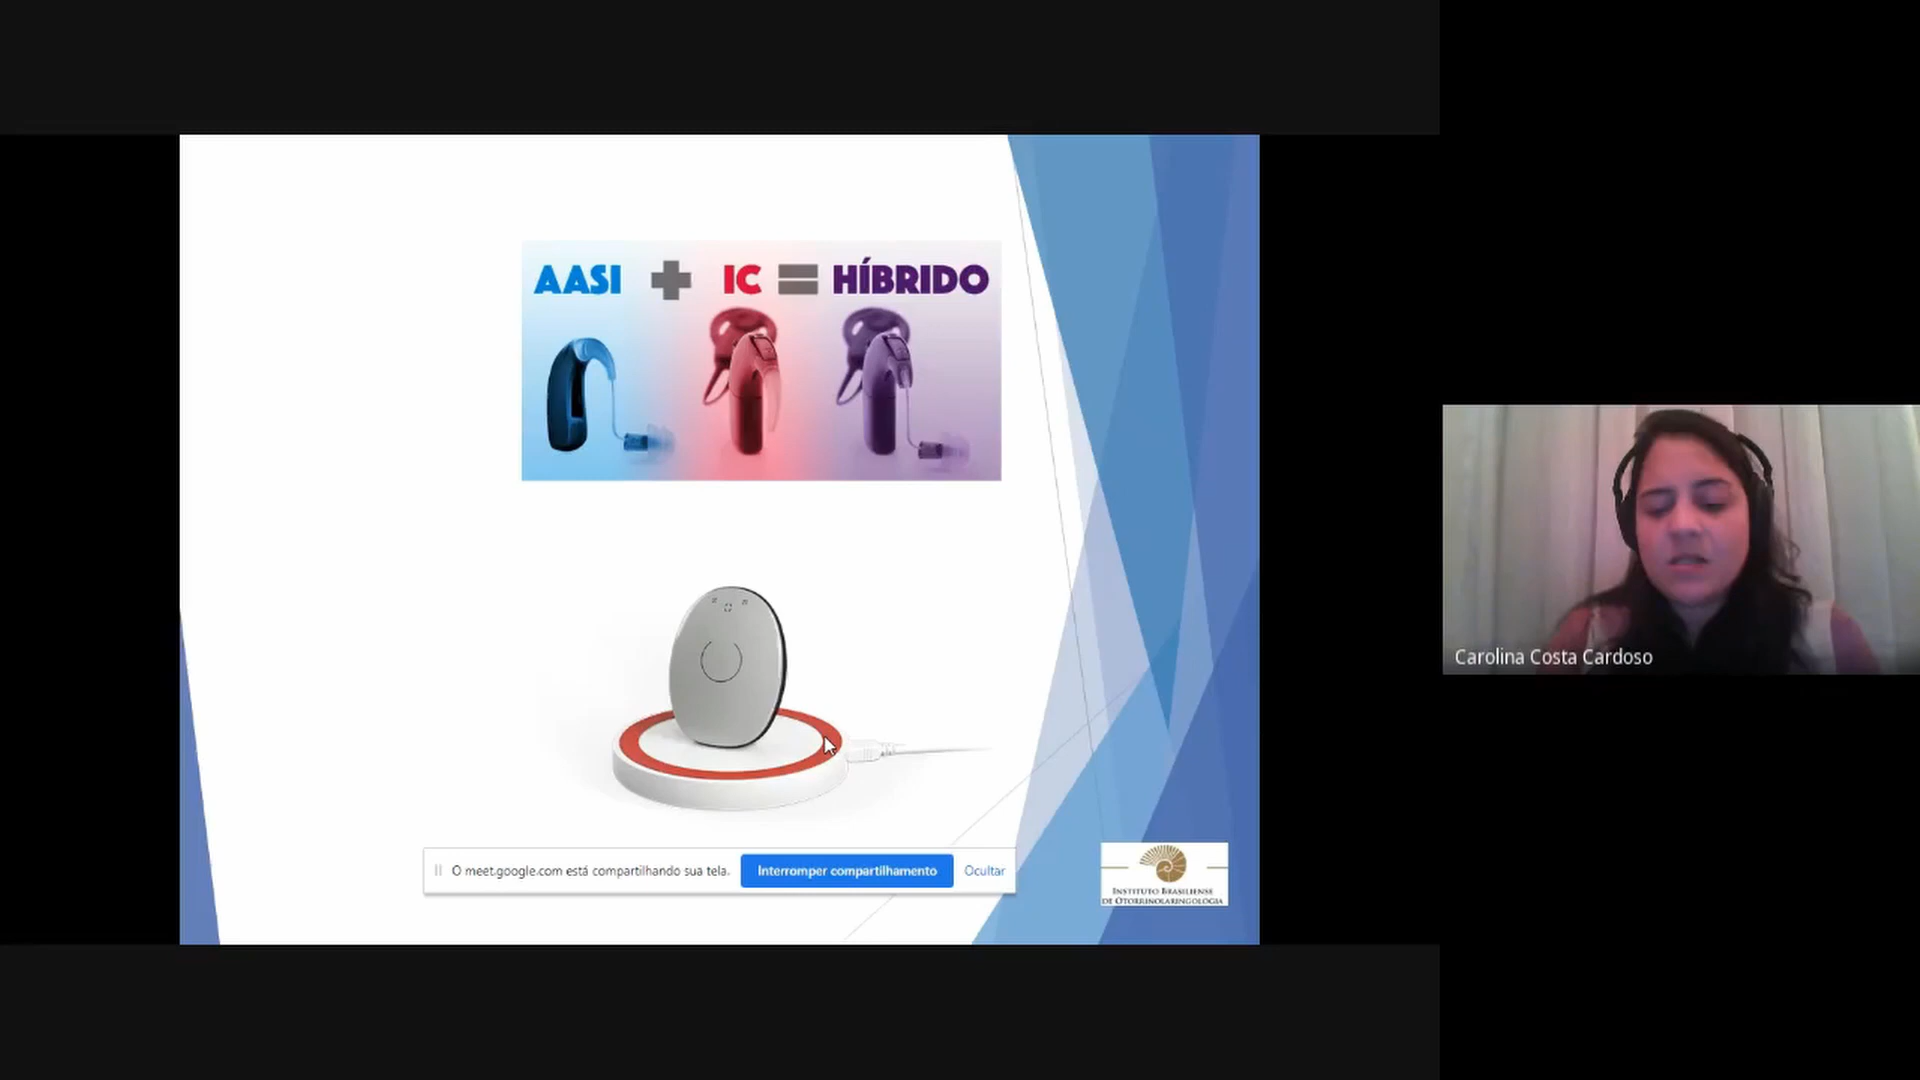 AASI + IC = HÍBRIDO
O meet.google.com está compartilhando sua tela. Interromper compartilhamento Ocultar
INSTITUTO BRASILIENSE
DE OTORRINOLARINGOLOGIA
Carolina Costa Cardoso